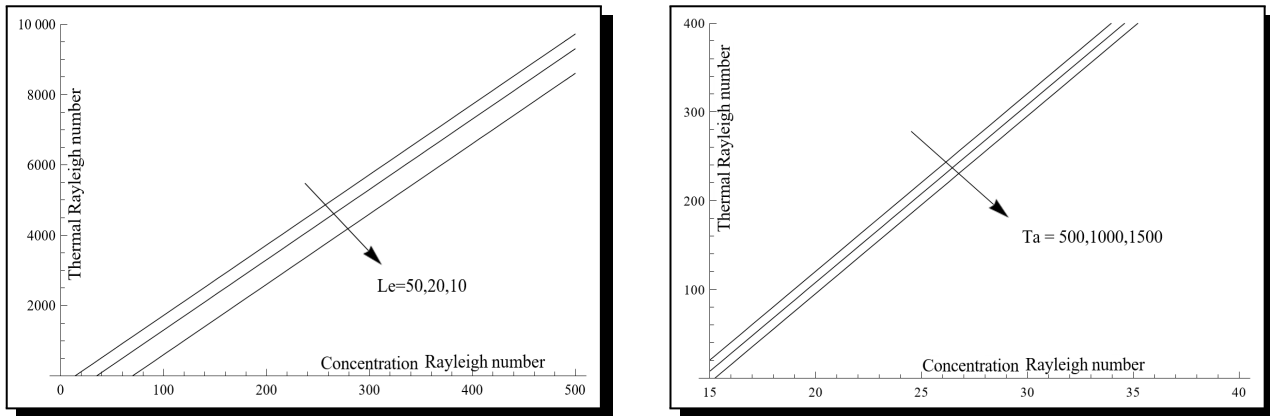 10 000
8000
6000
4000
2000
Thermal Rayleigh number
Le=50,20,10
Concentration Rayleigh number
0 100 200 300 400 500
400
300
200
100
Thermal Rayleigh number
Ta = 500,1000,1500
Concentration Rayleigh number
15 20 25 30 35 40